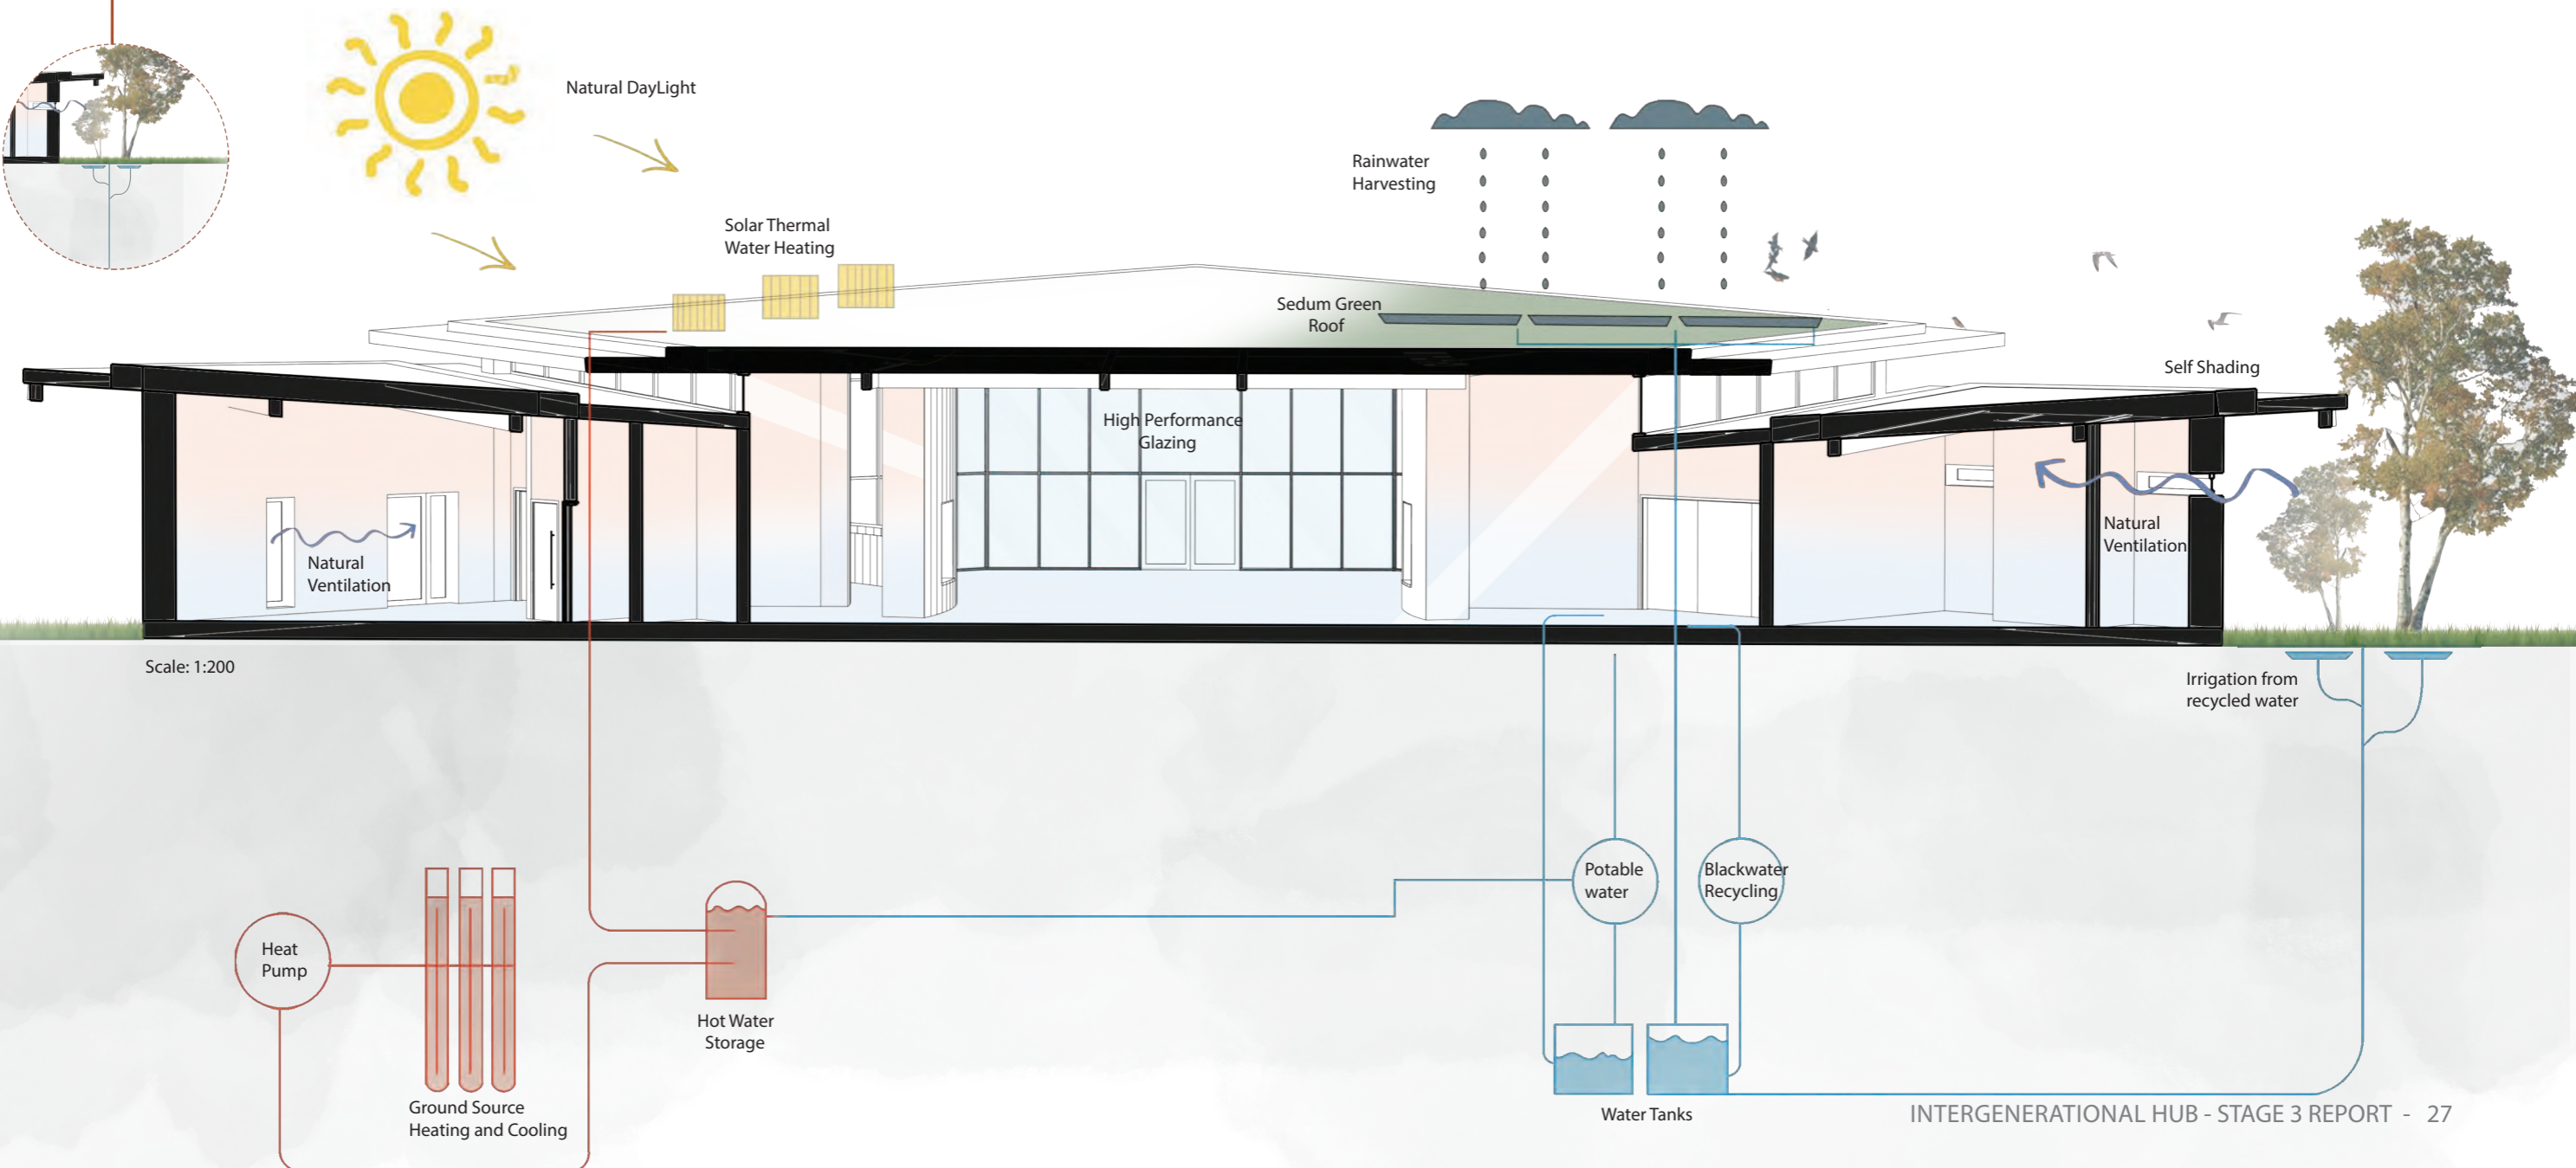 Natural DayLight
Rainwater
Harvesting
Solar Thermal
Water Heating
Sedum Green
Roof
Self Shading
High Performance
Glazing
Natural
Ventilation
Natural
Ventilation
Scale: 1:200
Irrigation from
recycled water
Potable
water
Blackwater
Recycling
Heat
Pump
Hot Water
Storage
Ground Source
Heating and Cooling
Water Tanks
INTERGENERATIONAL HUB - STAGE 3 REPORT - 27